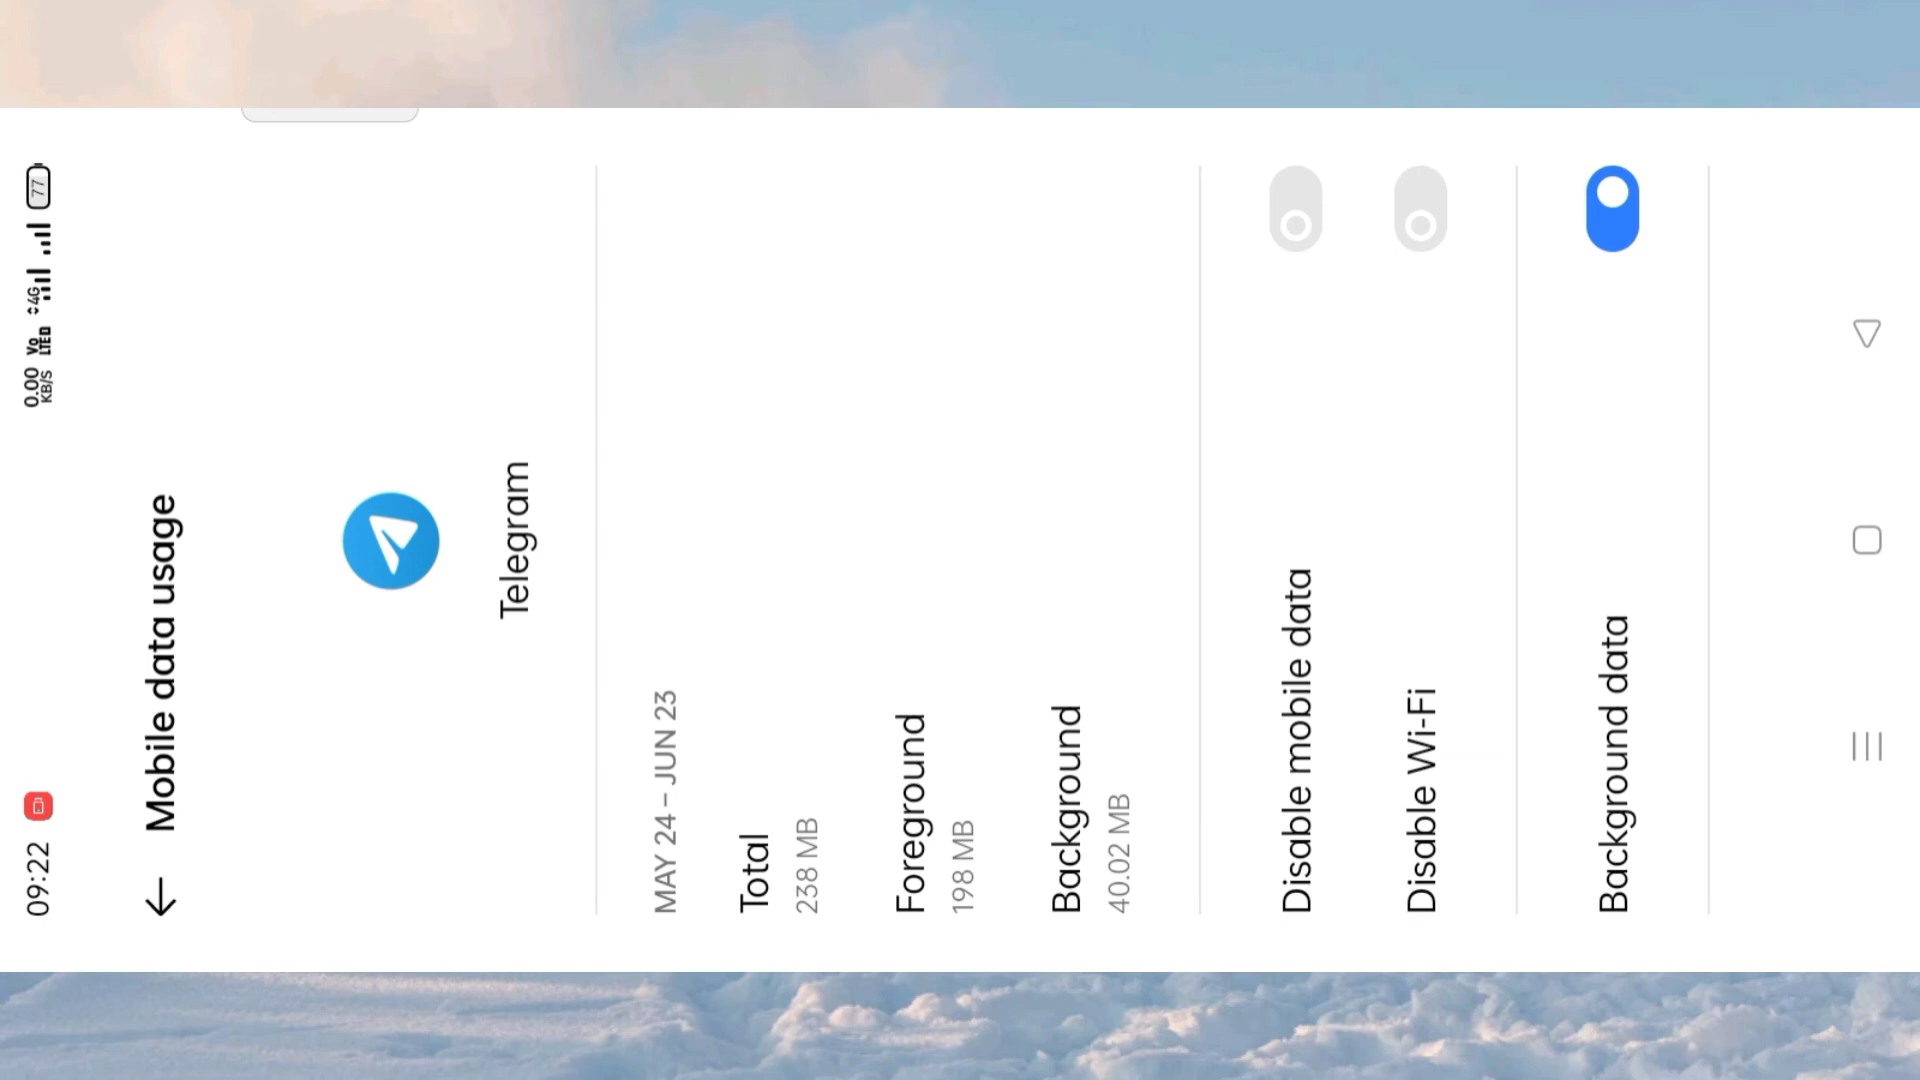 09:22
0.00 KB/S Vo LTE 4G 77
Mobile data usage
Telegram
MAY 24 – JUN 23
Total
238 MB
Foreground
198 MB
Background
40.02 MB
Disable mobile data
Disable Wi-Fi
Background data